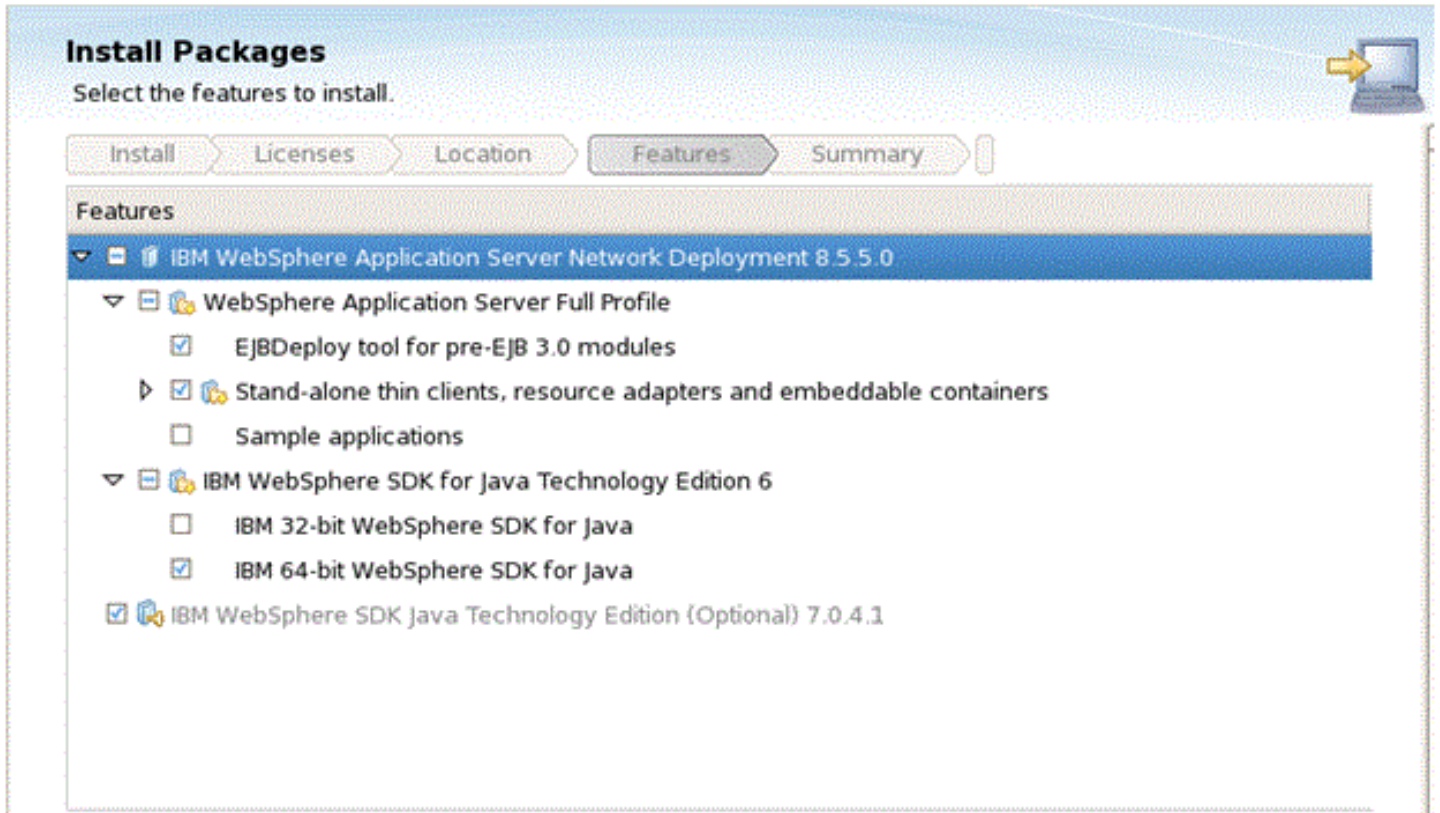 Install Packages
Select the features to install.
Install Licenses Location Features Summary
Features
IBM WebSphere Application Server Network Deployment 8.5.5.0
WebSphere Application Server Full Profile
EJBDeploy tool for pre-EJB 3.0 modules
Stand-alone thin clients, resource adapters and embeddable containers
Sample applications
IBM WebSphere SDK for Java Technology Edition 6
IBM 32-bit WebSphere SDK for Java
IBM 64-bit WebSphere SDK for Java
IBM WebSphere SDK Java Technology Edition (Optional) 7.0.4.1